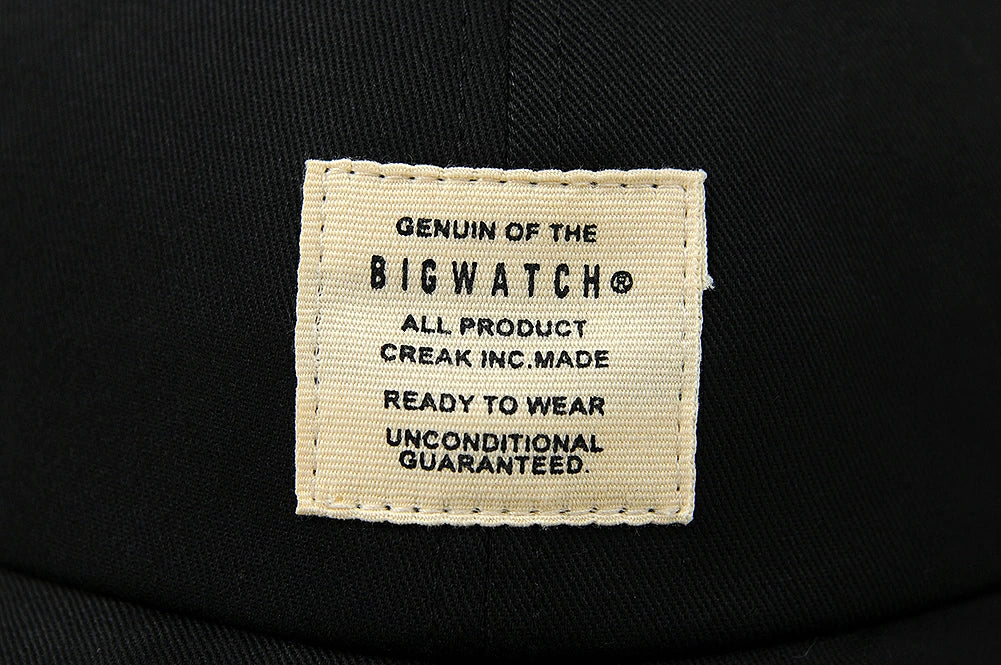 GENUIN OF THE
BIGWATCH®
ALL PRODUCT
CREAK INC.MADE
READY TO WEAR
UNCONDITIONAL
GUARANTEED.